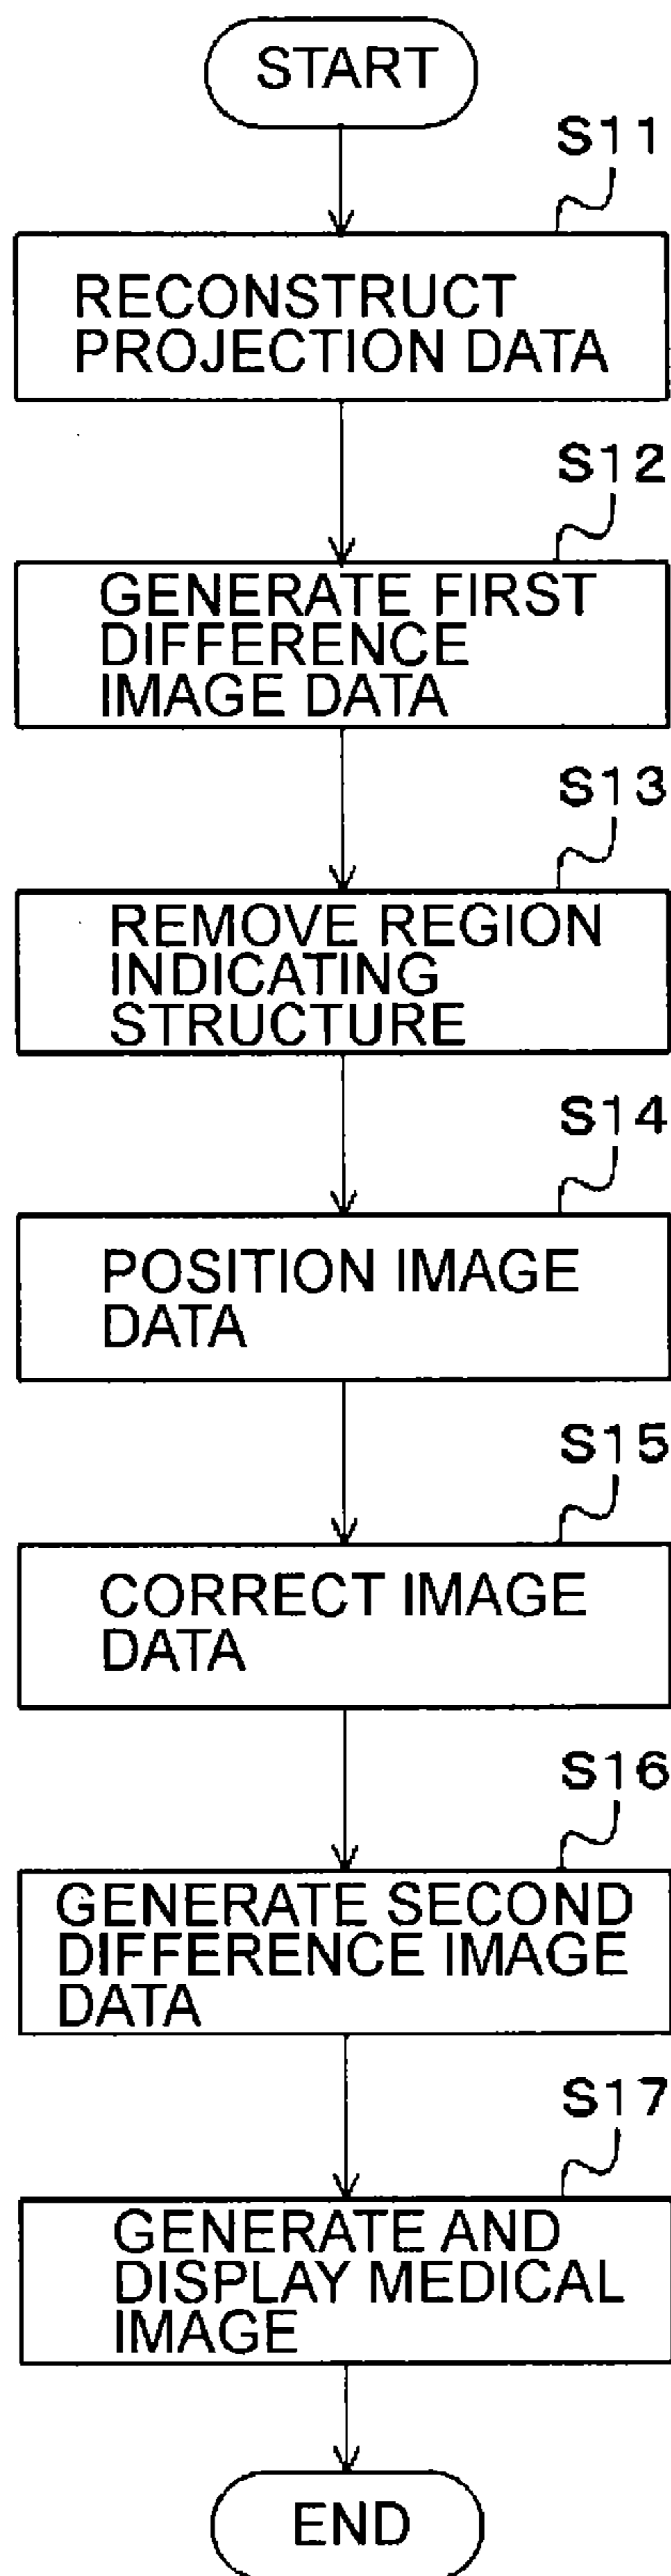 START
S11
RECONSTRUCT
PROJECTION DATA
S12
GENERATE FIRST
DIFFERENCE
IMAGE DATA
S13
REMOVE REGION
INDICATING
STRUCTURE
S14
POSITION IMAGE
DATA
S15
CORRECT IMAGE
DATA
S16
GENERATE SECOND
DIFFERENCE IMAGE
DATA
S17
GENERATE AND
DISPLAY MEDICAL
IMAGE
END